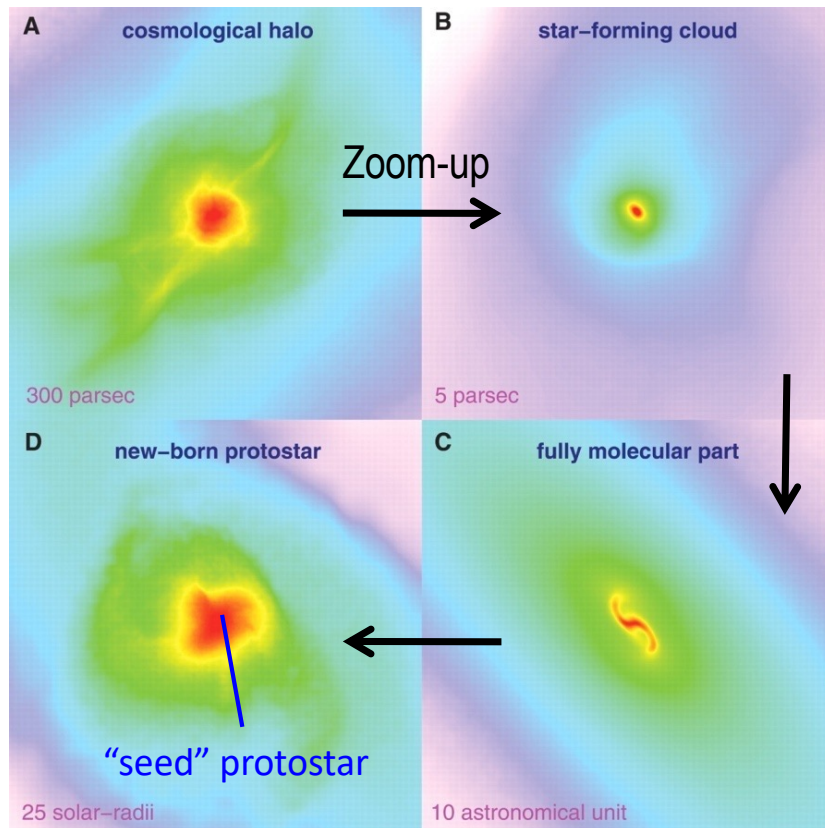 A
cosmological halo
300 parsec
Zoom-up
B
star–forming cloud
5 parsec
C
fully molecular part
10 astronomical unit
D
new–born protostar
“seed” protostar
25 solar–radii